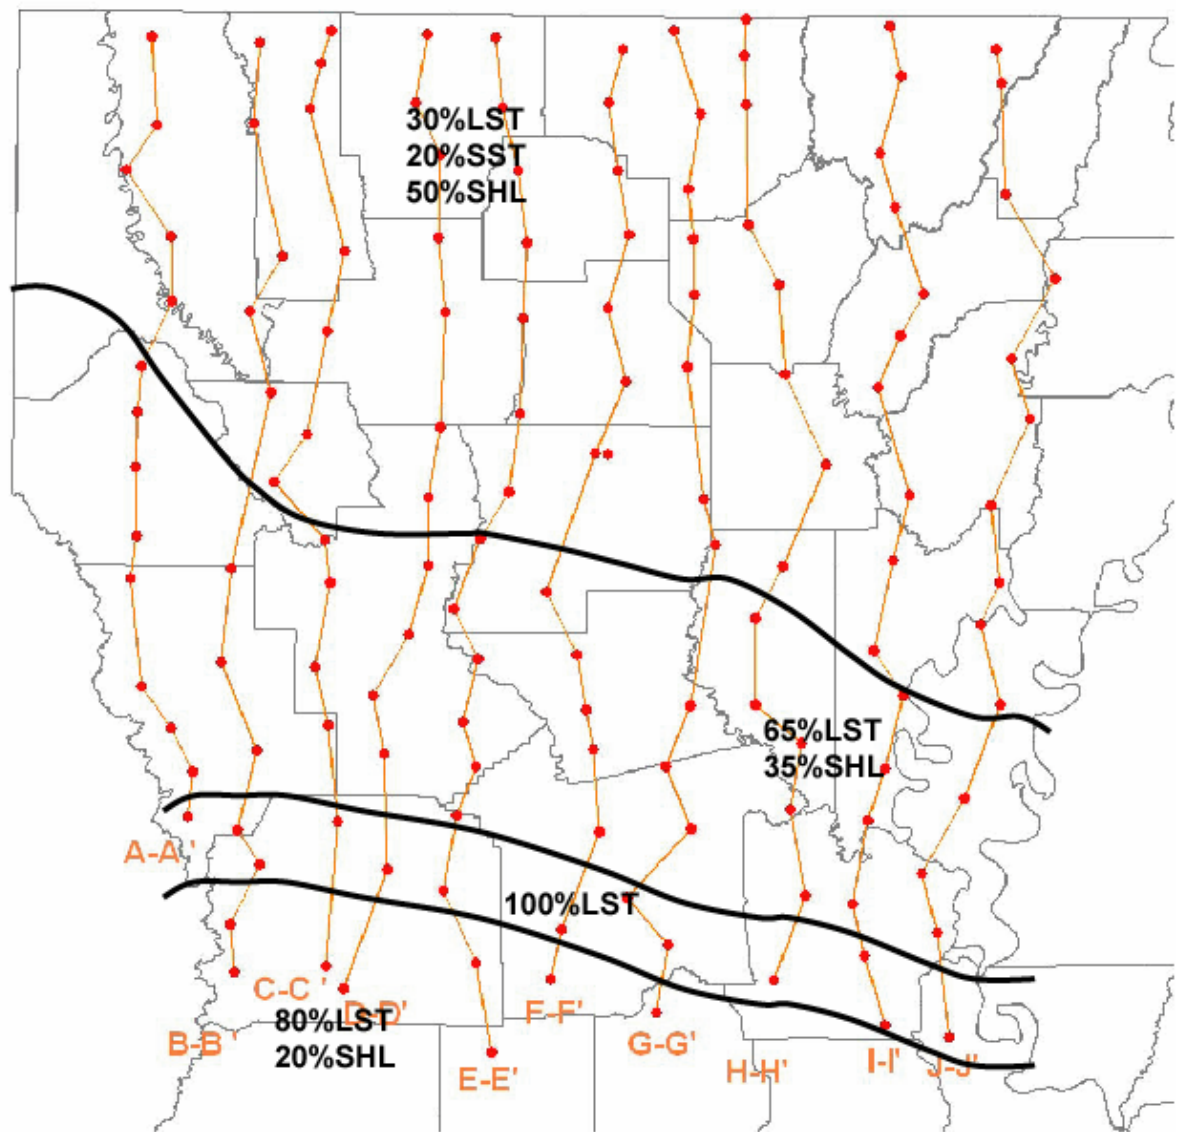 30%LST
20%SST
50%SHL
65%LST
35%SHL
A-A'
100%LST
C-C'
D-D'
F-F'
80%LST
20%SHL
B-B'
G-G'
E-E'
H-H'
I-I'
J-J'